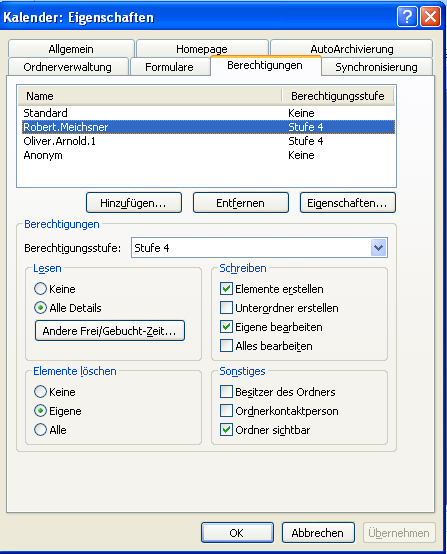 Kalender: Eigenschaften
Allgemein Homepage AutoArchivierung
Ordnerverwaltung Formulare Berechtigungen Synchronisierung
Name Berechtigungsstufe
Standard Keine
Robert.Meichsner Stufe 4
Oliver.Arnold.1 Stufe 4
Anonym Keine
Hinzufügen... Entfernen Eigenschaften...
Berechtigungen
Berechtigungsstufe: Stufe 4
Lesen Schreiben
Keine Elemente erstellen
Alle Details Unterordner erstellen
Andere Frei/Gebucht-Zeit... Eigene bearbeiten
Alles bearbeiten
Elemente löschen Sonstiges
Keine Besitzer des Ordners
Eigene Ordnerkontaktperson
Alle Ordner sichtbar
OK Abbrechen Übernehmen